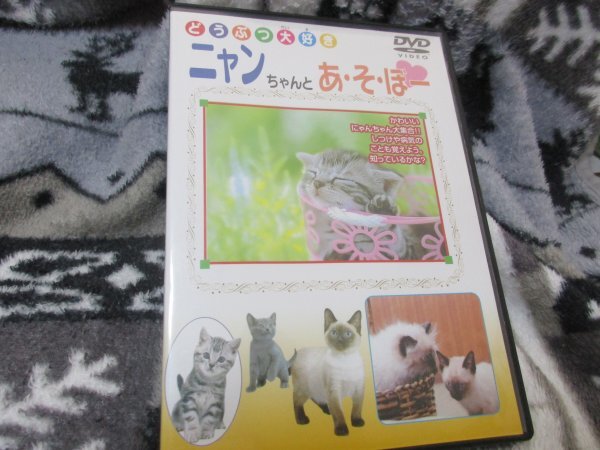 どうぶつ大好き
DVD
VIDEO
ニャンちゃんとあ・そ・ぼー
かわいい
にゃんちゃん大集合!!
しつけや病気の
ことも覚えよう。
知っているかな?